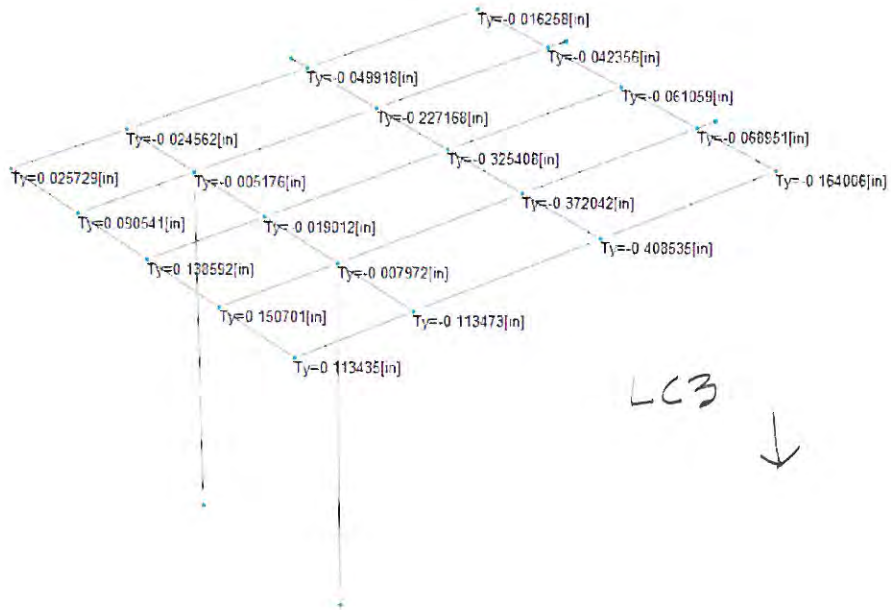 Ty=-0 016258[in]
Ty=-0 042356[in]
Ty=-0 049918[in]
Ty=-0 061059[in]
Ty=-0 227168[in]
Ty=-0 068951[in]
Ty=-0 024562[in]
Ty=-0 325408[in]
Ty=-0 164006[in]
Ty=0 025729[in]
Ty=-0 005176[in]
Ty=-0 372042[in]
Ty=0 090541[in]
Ty=-0 019012[in]
Ty=-0 408535[in]
Ty=0 138592[in]
Ty=-0 007972[in]
Ty=0 150701[in]
Ty=-0 113473[in]
Ty=0 113435[in]
LC3